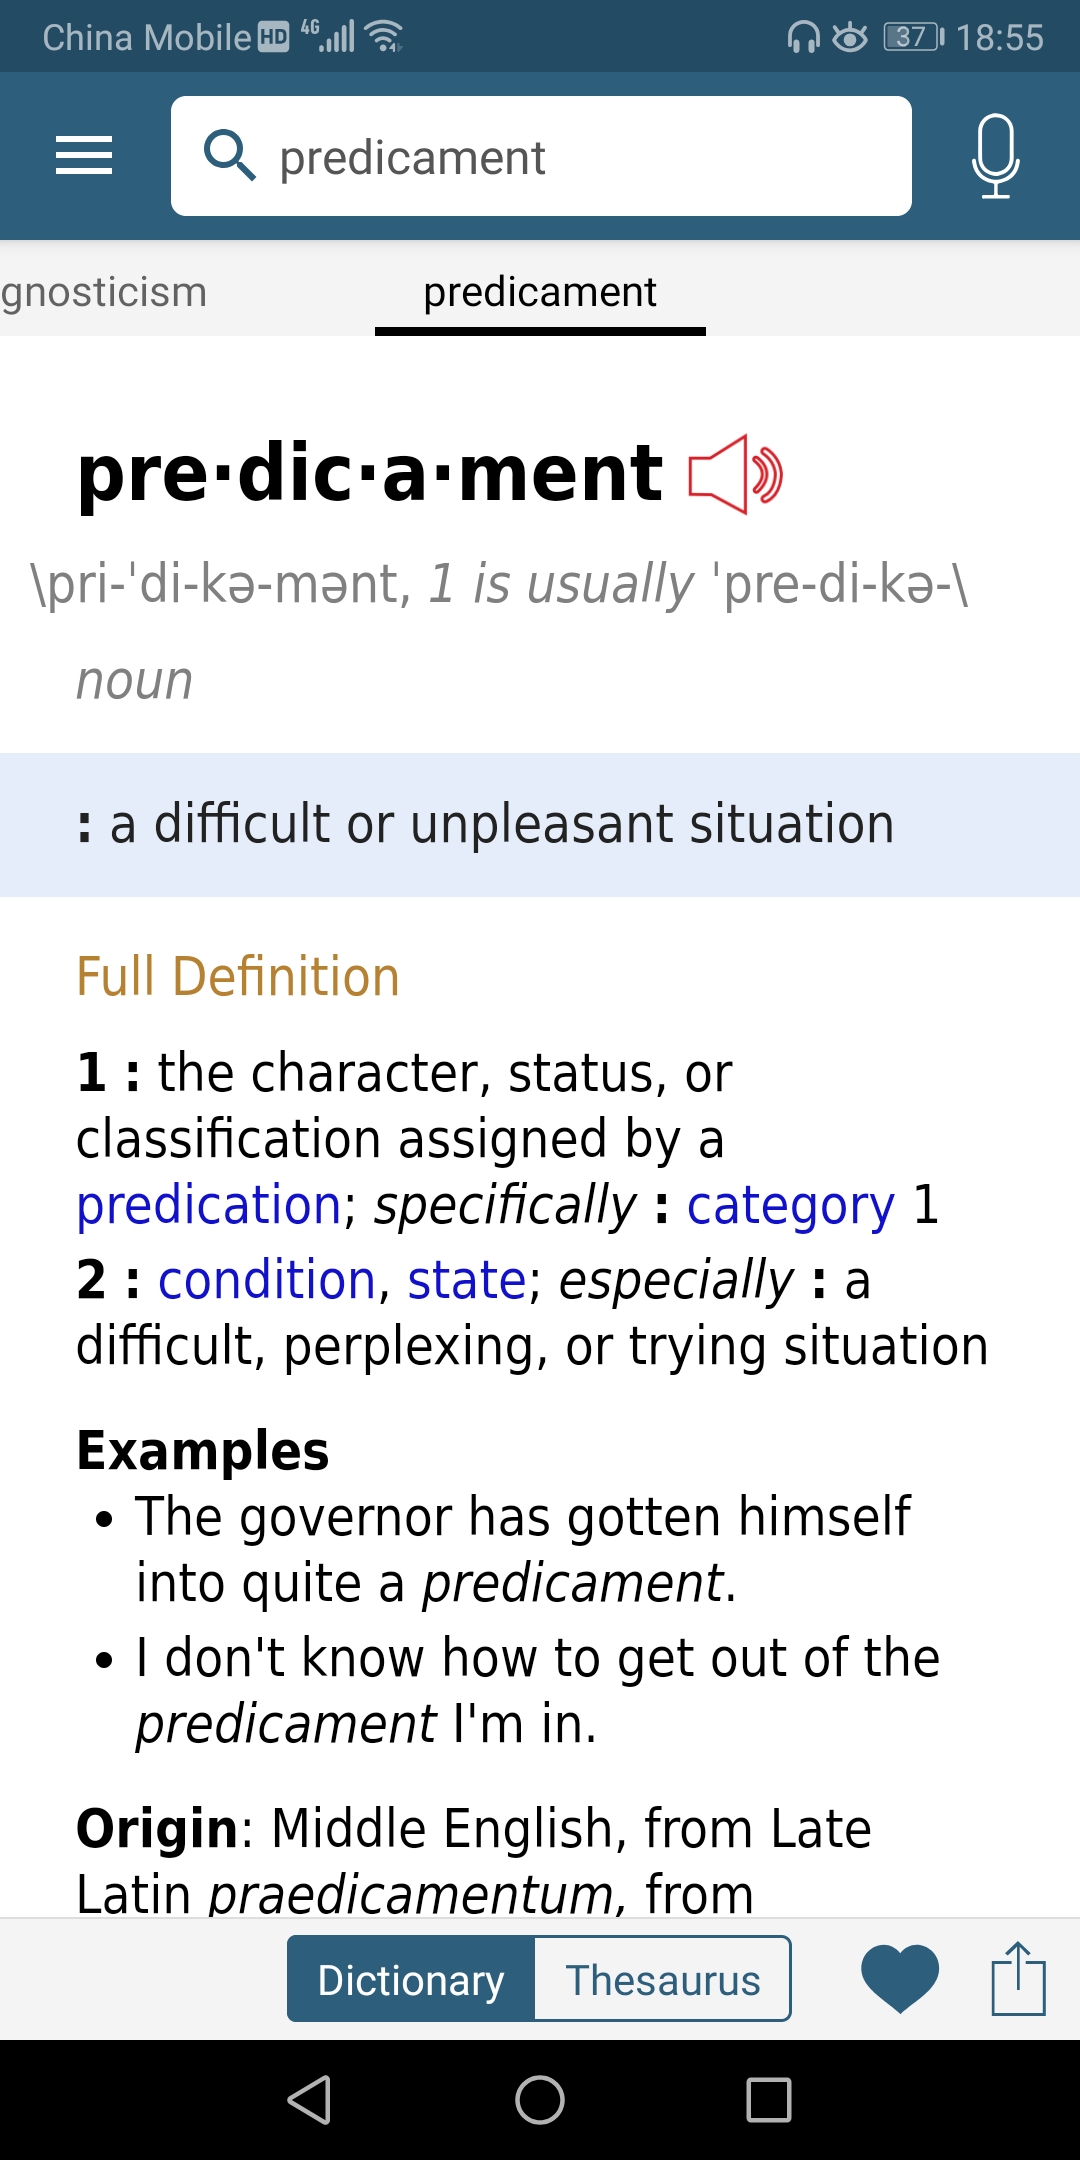 China Mobile HD 4G 37 18:55
predicament
gnosticism predicament
pre·dic·a·ment
\pri-ˈdi-kə-mənt, 1 is usually ˈpre-di-kə-\
noun
: a difficult or unpleasant situation
Full Definition
1 : the character, status, or
classification assigned by a
predication; specifically : category 1
2 : condition, state; especially : a
difficult, perplexing, or trying situation
Examples
• The governor has gotten himself
into quite a predicament.
• I don't know how to get out of the
predicament I'm in.
Origin: Middle English, from Late
Latin praedicamentum, from
Dictionary Thesaurus